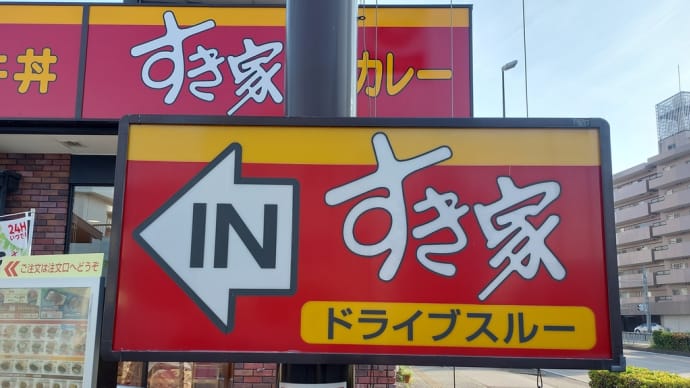 牛丼 すき家 カレー
IN すき家
ドライブスルー
24H
ご注文は注文口へどうぞ